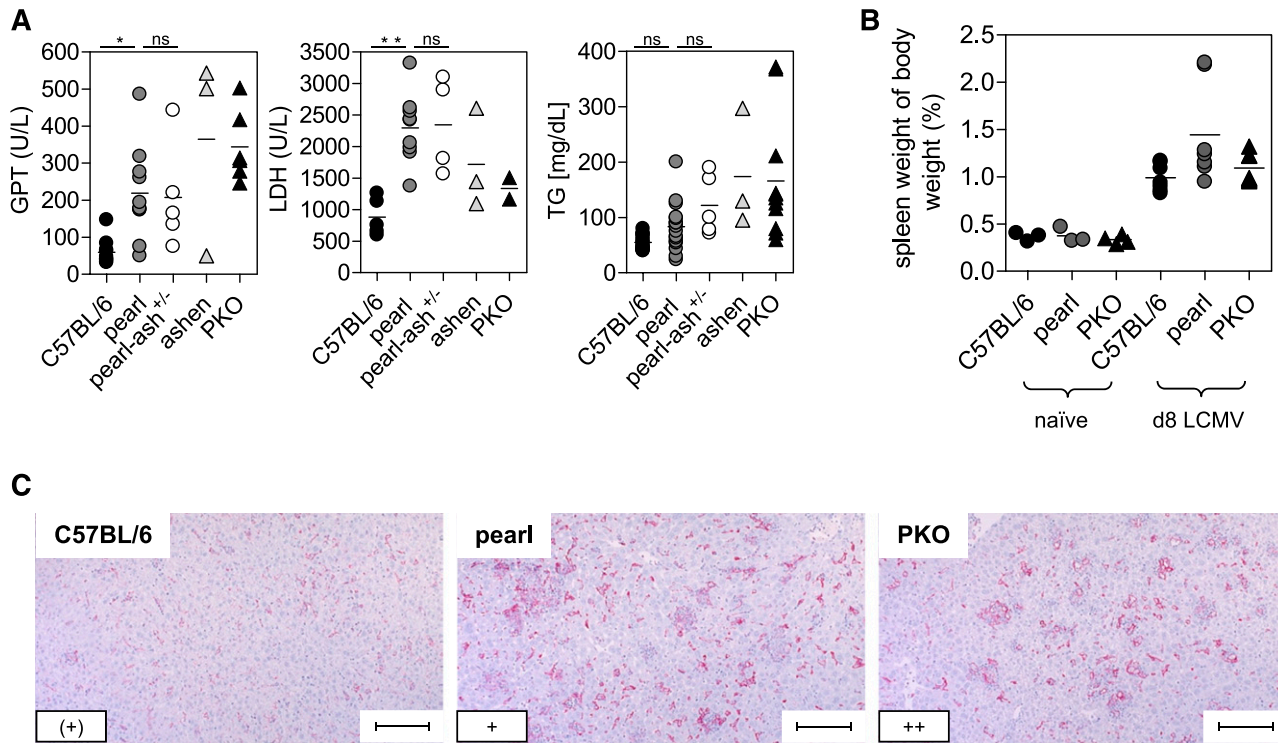 A
* ns
600
500
400
300
200
100
0
GPT (U/L)
C57BL/6
pearl
pearl-ash+/-
ashen
PKO
** ns
3500
3000
2500
2000
1500
1000
500
0
LDH (U/L)
C57BL/6
pearl
pearl-ash+/-
ashen
PKO
ns ns
400
300
200
100
0
TG [mg/dL]
C57BL/6
pearl
pearl-ash+/-
ashen
PKO
B
2.5
2.0
1.5
1.0
0.5
0.0
spleen weight of body
weight (%)
C57BL/6
pearl
PKO
C57BL/6
pearl
PKO
naïve
d8 LCMV
C
C57BL/6
(+)
pearl
+
PKO
++